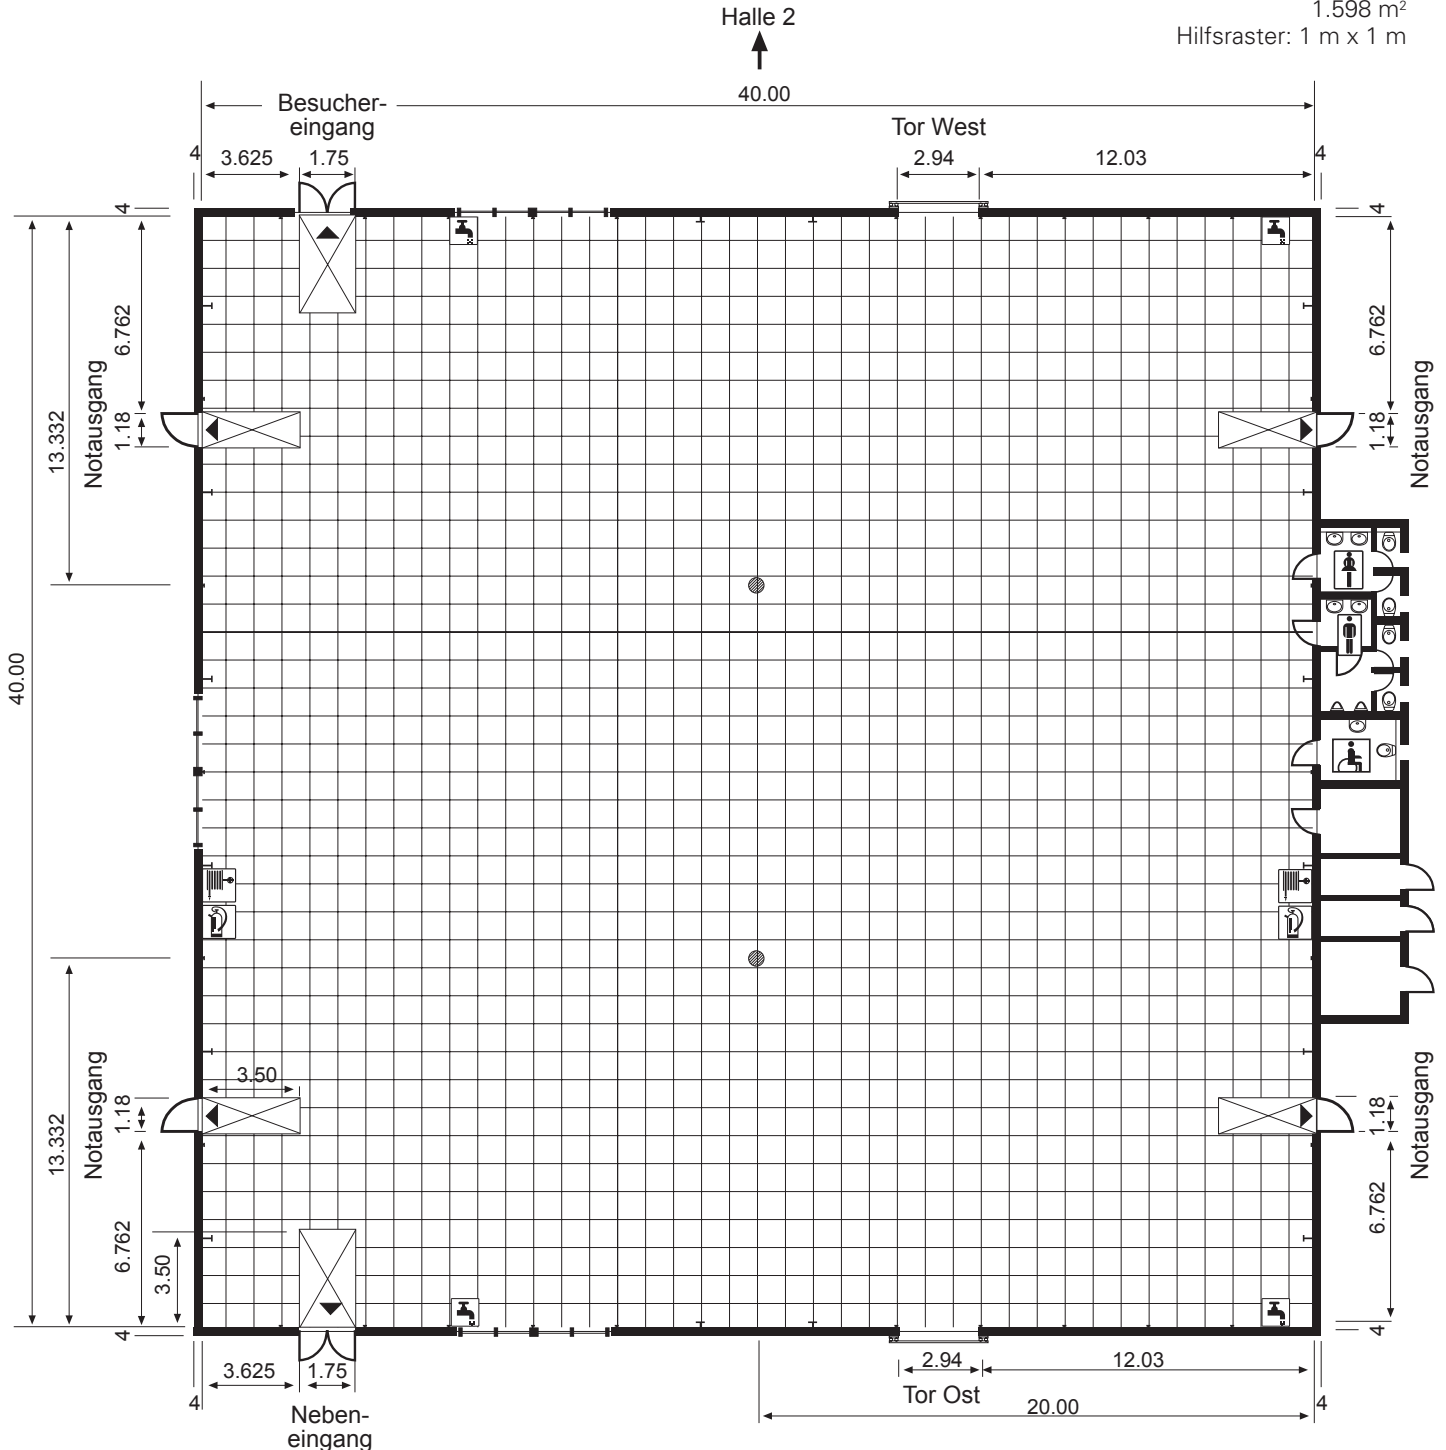 Halle 2
1.598 m²
Hilfsraster: 1 m x 1 m
40.00
Besucher-
eingang
Tor West
4
3.625
1.75
2.94
12.03
4
4
4
6.762
6.762
Notausgang
13.332
1.18
1.18
Notausgang
40.00
3.50
Notausgang
1.18
13.332
6.762
3.50
1.18
Notausgang
6.762
4
4
3.625
1.75
2.94
12.03
4
4
Tor Ost
20.00
Neben-
eingang